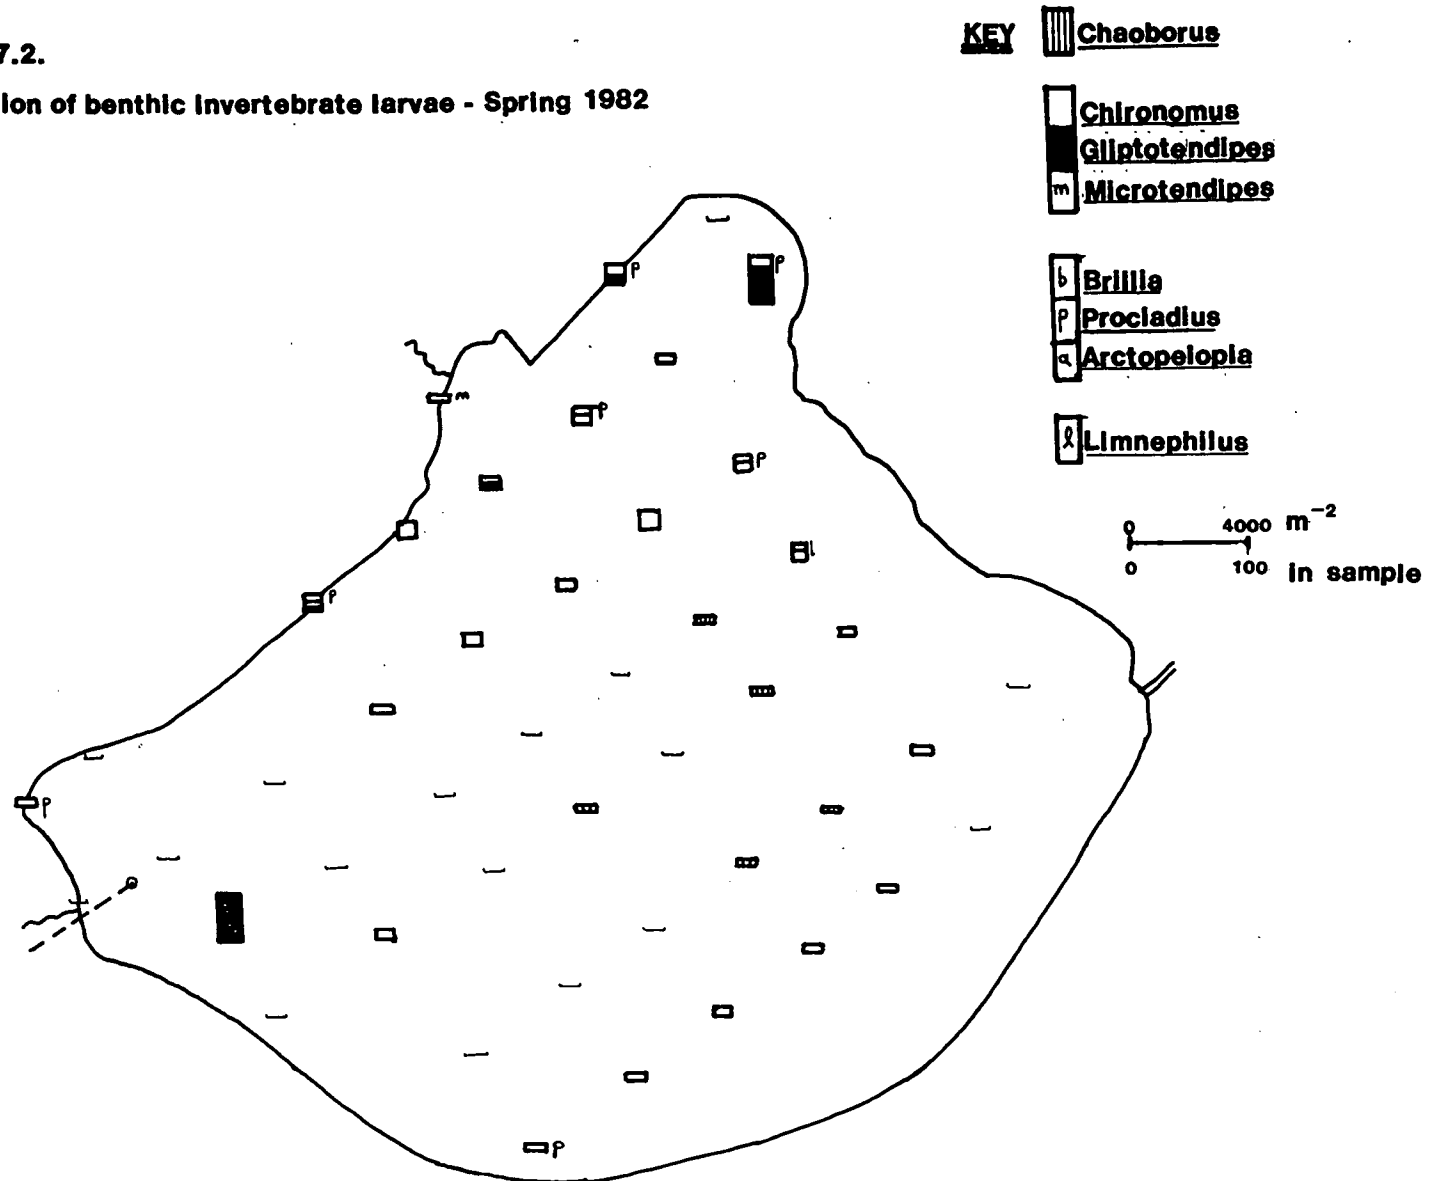 7.2.
ion of benthic invertebrate larvae - Spring 1982
KEY
Chaoborus
Chironomus
Gliptotendipes
m Microtendipes
b Brillia
p Procladius
a Arctopelopia
l Limnephilus
0 4000 m⁻²
0 100 in sample
p
p
m
p
p
l
p
p
p